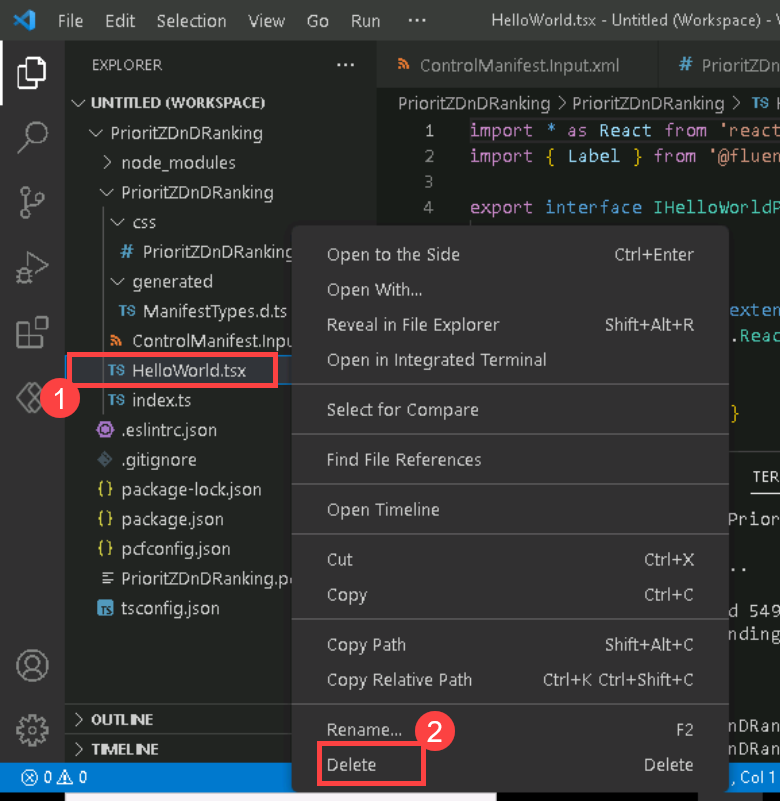 File Edit Selection View Go Run ··· HelloWorld.tsx - Untitled (Workspace) -
EXPLORER ···
ControlManifest.Input.xml # PrioritZDn
UNTITLED (WORKSPACE)
PrioritZDnDRanking > PrioritZDnDRanking > TS
PrioritZDnDRanking
1 import * as React from 'react
node_modules
2 import { Label } from '@fluen
PrioritZDnDRanking
3
css
4 export interface IHelloWorldP
# PrioritZDnDRanking
generated
TS ManifestTypes.d.ts
exten
ControlManifest.Inpu
.Reac
TS HelloWorld.tsx
1
TS index.ts
}
.eslintrc.json
.gitignore
{} package-lock.json
{} package.json
{} pcfconfig.json
PrioritZDnDRanking.p
TS tsconfig.json
OUTLINE
TIMELINE
0 0
Open to the Side Ctrl+Enter
Open With...
Reveal in File Explorer Shift+Alt+R
Open in Integrated Terminal
Select for Compare
Find File References
Open Timeline
Cut Ctrl+X
Copy Ctrl+C
Copy Path Shift+Alt+C
Copy Relative Path Ctrl+K Ctrl+Shift+C
Rename... F2
2
Delete Delete
TER
Prior
..
d 549
nding
nDRan
nDRan
, Col 1